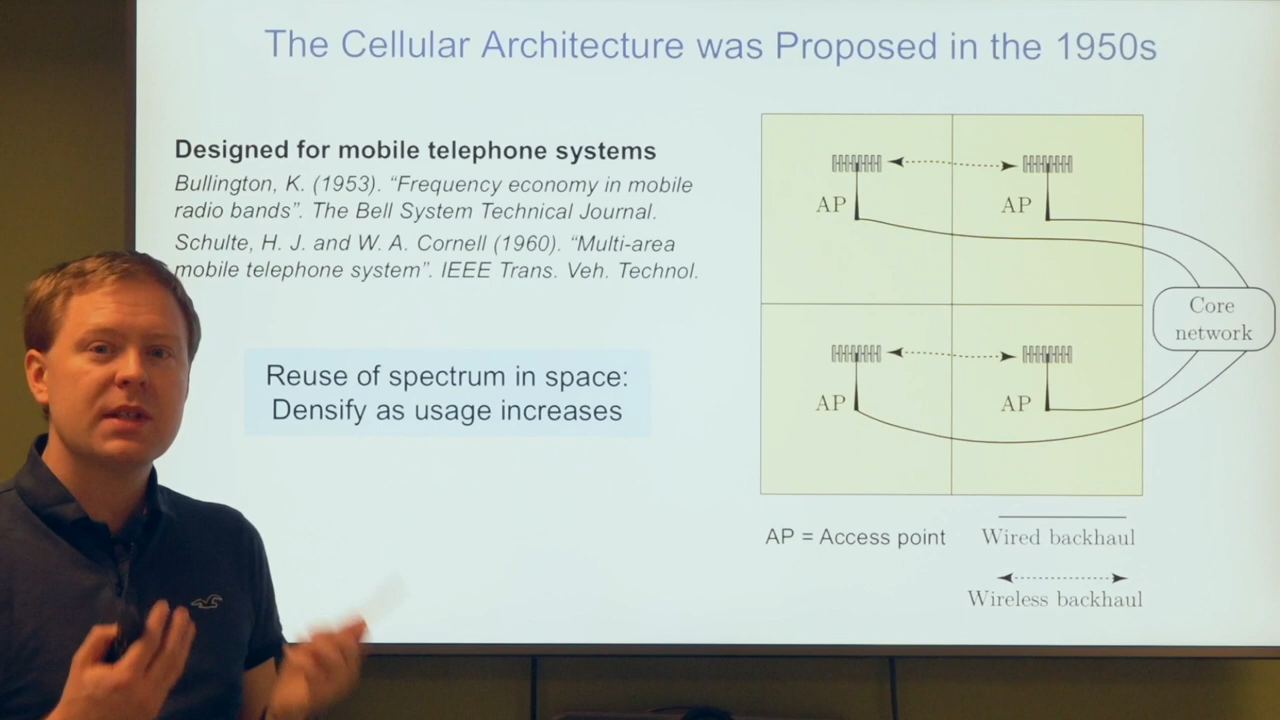 The Cellular Architecture was Proposed in the 1950s
Designed for mobile telephone systems
Bullington, K. (1953). “Frequency economy in mobile
radio bands”. The Bell System Technical Journal.
Schulte, H. J. and W. A. Cornell (1960). “Multi-area
mobile telephone system”. IEEE Trans. Veh. Technol.
Reuse of spectrum in space:
Densify as usage increases
AP
AP
Core
network
AP
AP
AP = Access point
Wired backhaul
Wireless backhaul